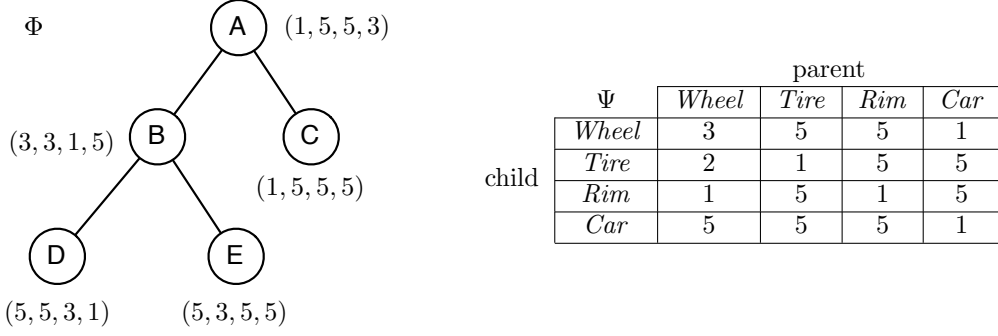 Φ
A (1, 5, 5, 3)
(3, 3, 1, 5) B C
(1, 5, 5, 5)
D E
(5, 5, 3, 1) (5, 3, 5, 5)
parent
Ψ Wheel Tire Rim Car
child
Wheel 3 5 5 1
Tire 2 1 5 5
Rim 1 5 1 5
Car 5 5 5 1